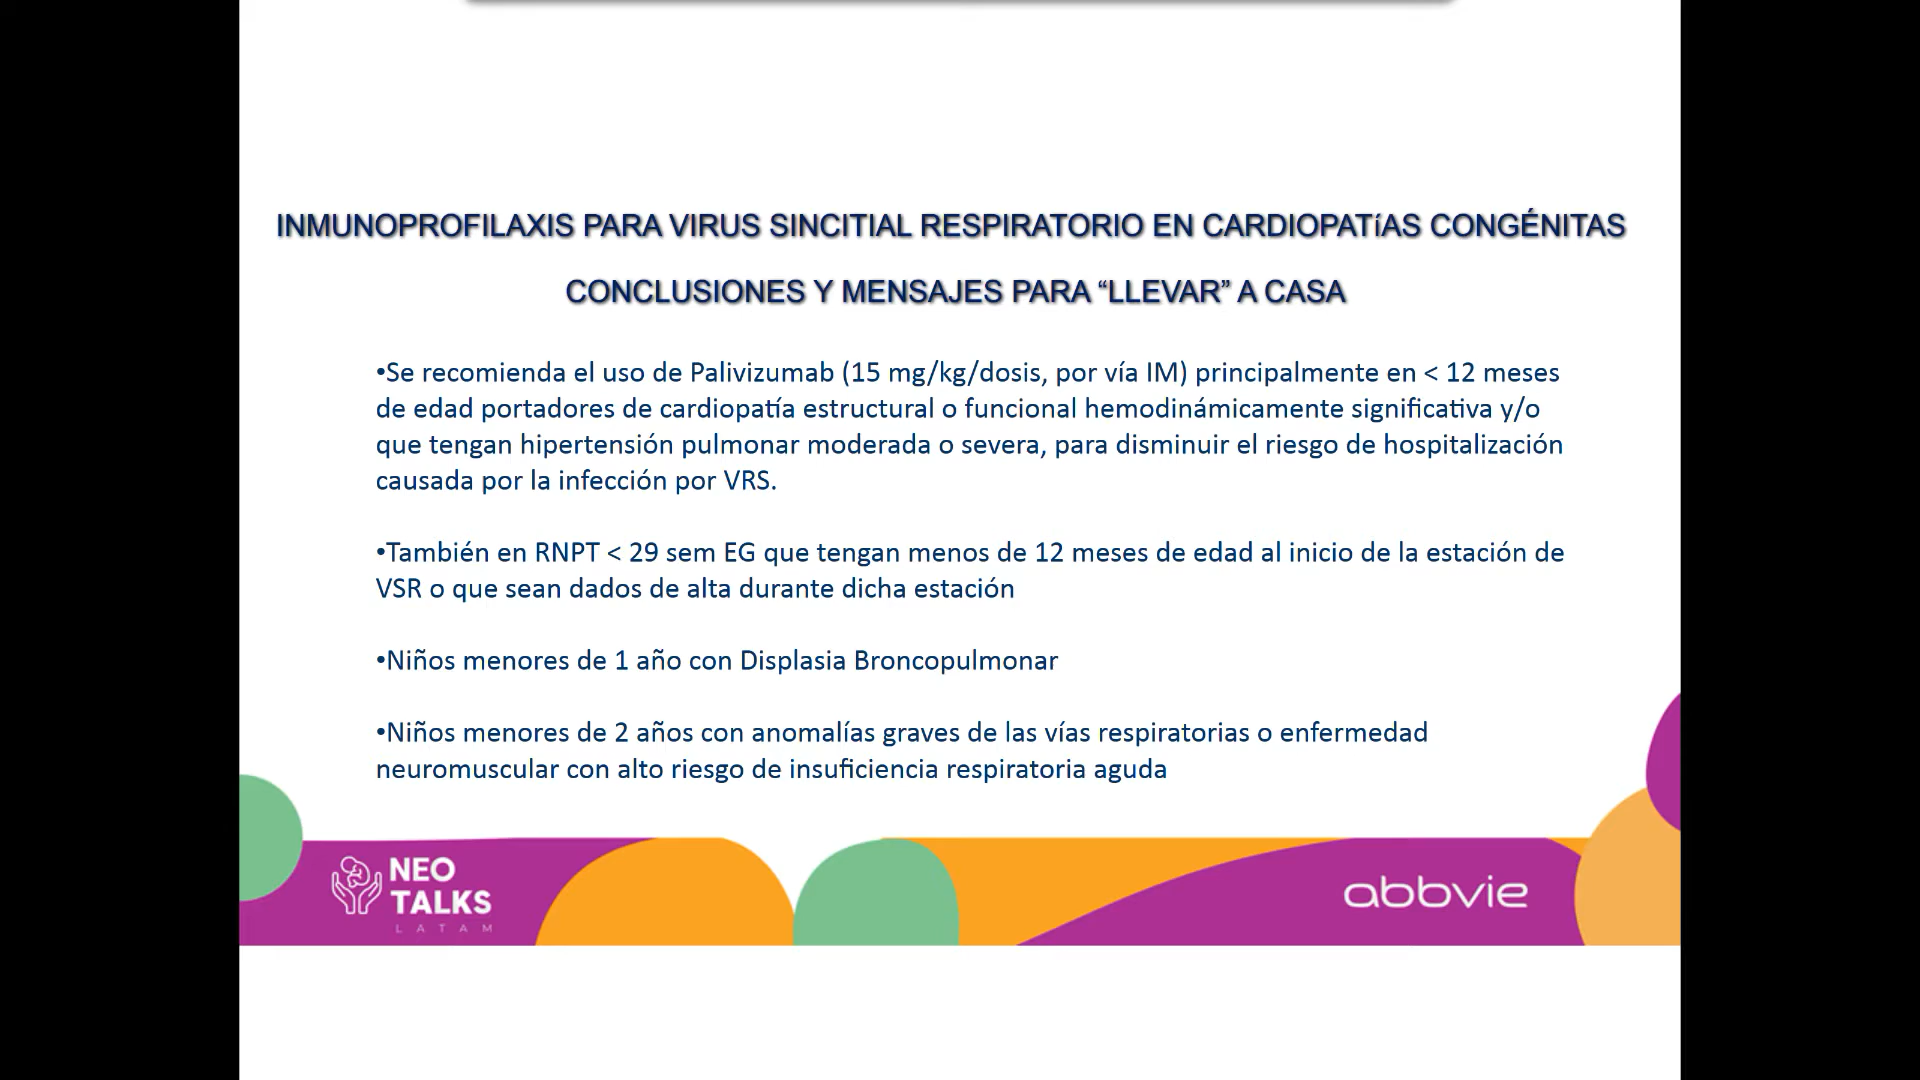 INMUNOPROFILAXIS PARA VIRUS SINCITIAL RESPIRATORIO EN CARDIOPATíAS CONGÉNITAS
CONCLUSIONES Y MENSAJES PARA “LLEVAR” A CASA
•Se recomienda el uso de Palivizumab (15 mg/kg/dosis, por vía IM) principalmente en < 12 meses
de edad portadores de cardiopatía estructural o funcional hemodinámicamente significativa y/o
que tengan hipertensión pulmonar moderada o severa, para disminuir el riesgo de hospitalización
causada por la infección por VRS.
•También en RNPT < 29 sem EG que tengan menos de 12 meses de edad al inicio de la estación de
VSR o que sean dados de alta durante dicha estación
•Niños menores de 1 año con Displasia Broncopulmonar
•Niños menores de 2 años con anomalías graves de las vías respiratorias o enfermedad
neuromuscular con alto riesgo de insuficiencia respiratoria aguda
NEO
TALKS
LATAM
abbvie